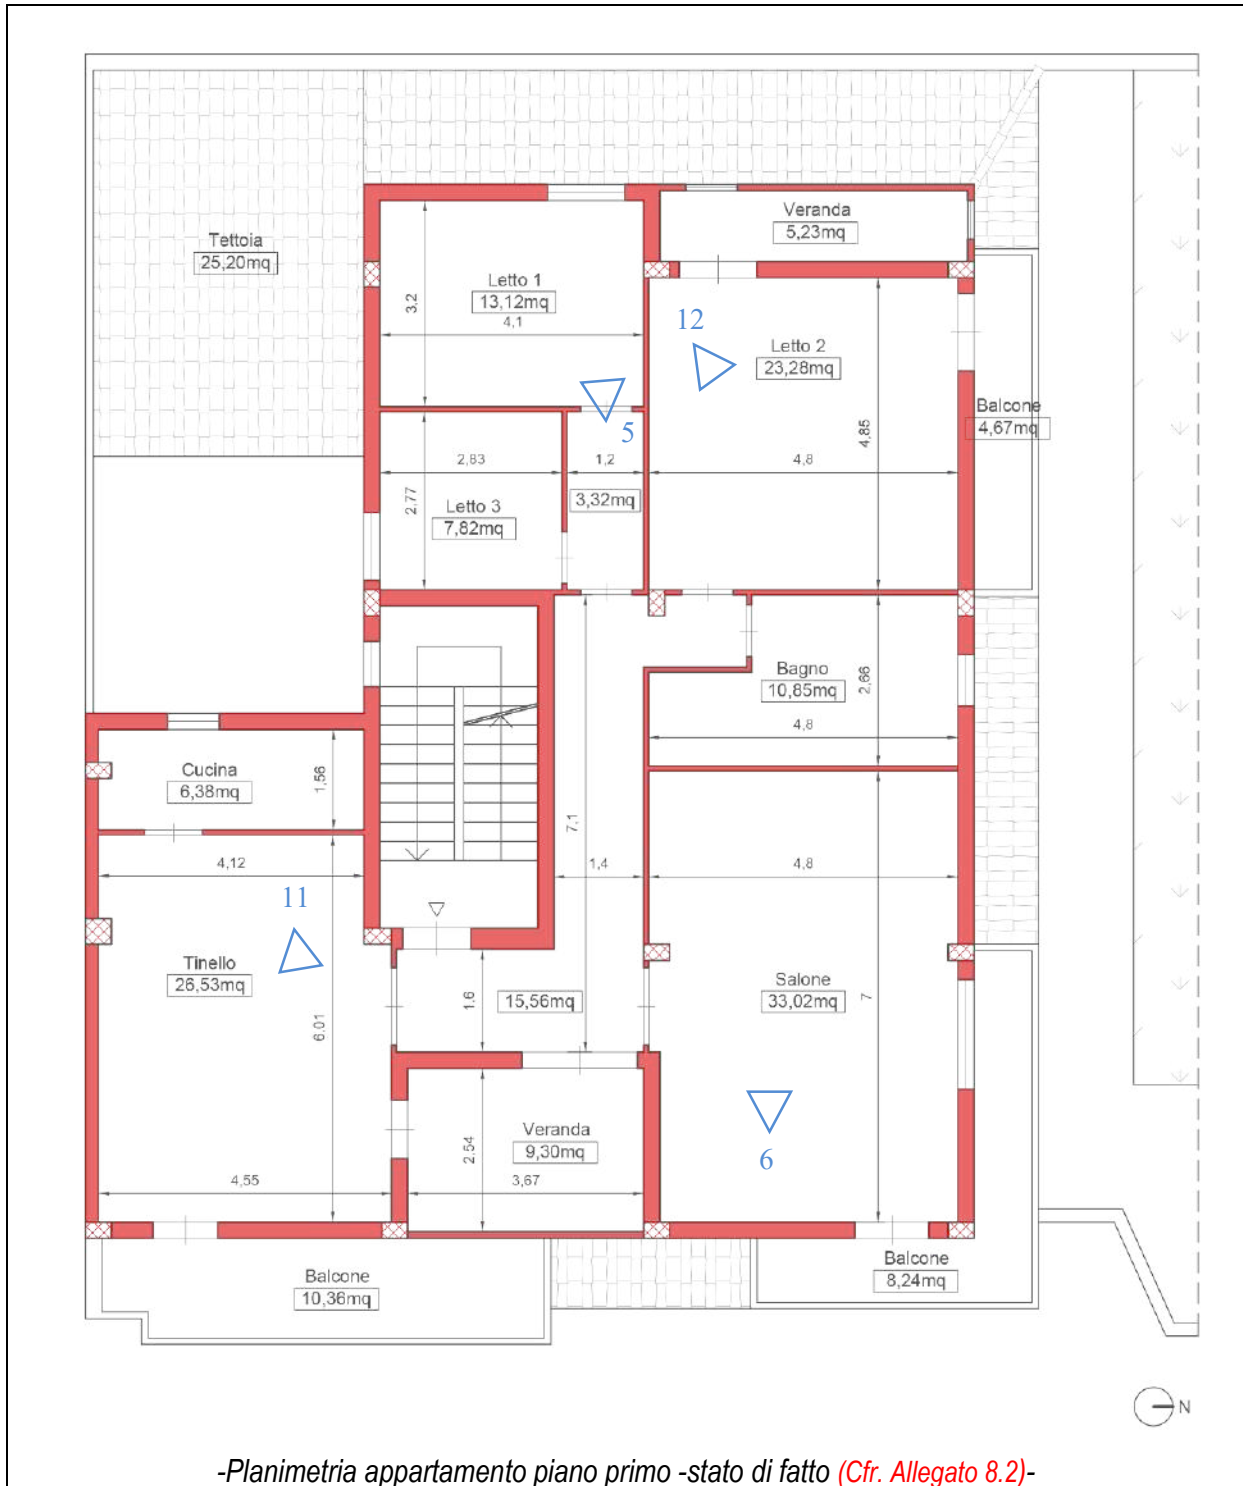 Veranda
5,23mq
Tettoia
25,20mq
Letto 1
13,12mq
3.2
4,1
12
Letto 2
23,28mq
Balcone
4,67mq
5
4,85
2,83
1,2
4,8
2,77
3,32mq
Letto 3
7,82mq
Bagno
10,85mq
2,66
4,8
Cucina
6,38mq
1,56
7,1
4,12
1,4
4,8
11
Tinello
26,53mq
Salone
33,02mq
7
1.6
15,56mq
6.01
Veranda
9,30mq
2.54
3,67
4,55
6
Balcone
10,36mq
Balcone
8,24mq
N
-Planimetria appartamento piano primo -stato di fatto (Cfr. Allegato 8.2)-